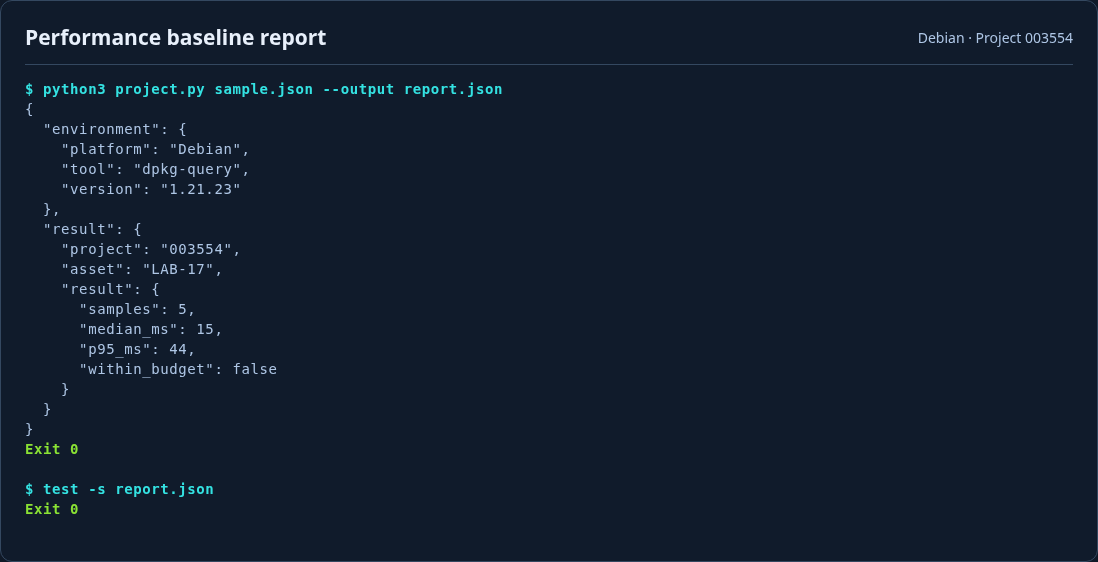 Performance baseline report
Debian · Project 003554
$ python3 project.py sample.json --output report.json
{
  "environment": {
    "platform": "Debian",
    "tool": "dpkg-query",
    "version": "1.21.23"
  },
  "result": {
    "project": "003554",
    "asset": "LAB-17",
    "result": {
      "samples": 5,
      "median_ms": 15,
      "p95_ms": 44,
      "within_budget": false
    }
  }
}
Exit 0
$ test -s report.json
Exit 0